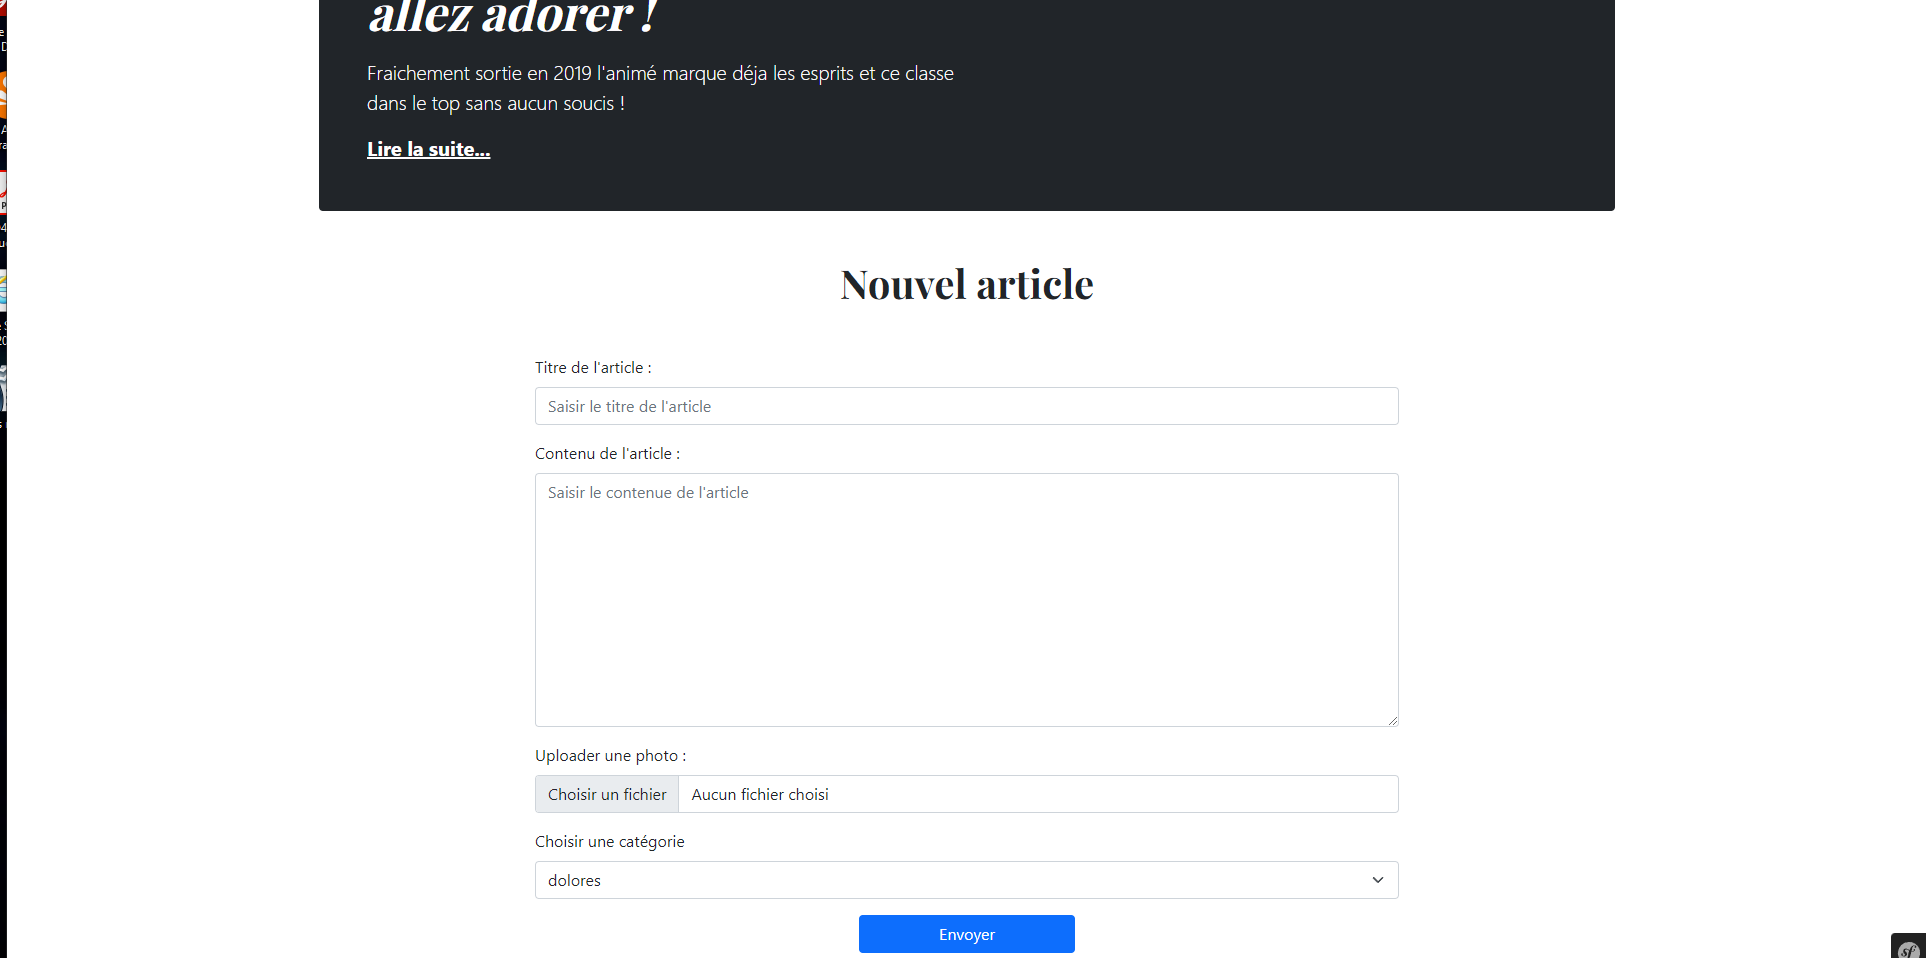 allez adorer !
Fraichement sortie en 2019 l'animé marque déja les esprits et ce classe
dans le top sans aucun soucis !
Lire la suite...
Nouvel article
Titre de l'article :
Saisir le titre de l'article
Contenu de l'article :
Saisir le contenue de l'article
Uploader une photo :
Choisir un fichier Aucun fichier choisi
Choisir une catégorie
dolores
Envoyer
sf